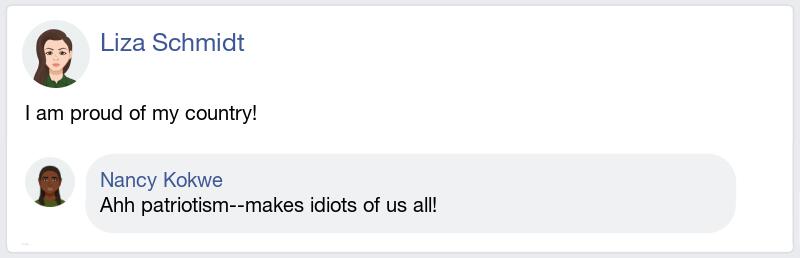 Liza Schmidt
I am proud of my country!
Nancy Kokwe
Ahh patriotism--makes idiots of us all!